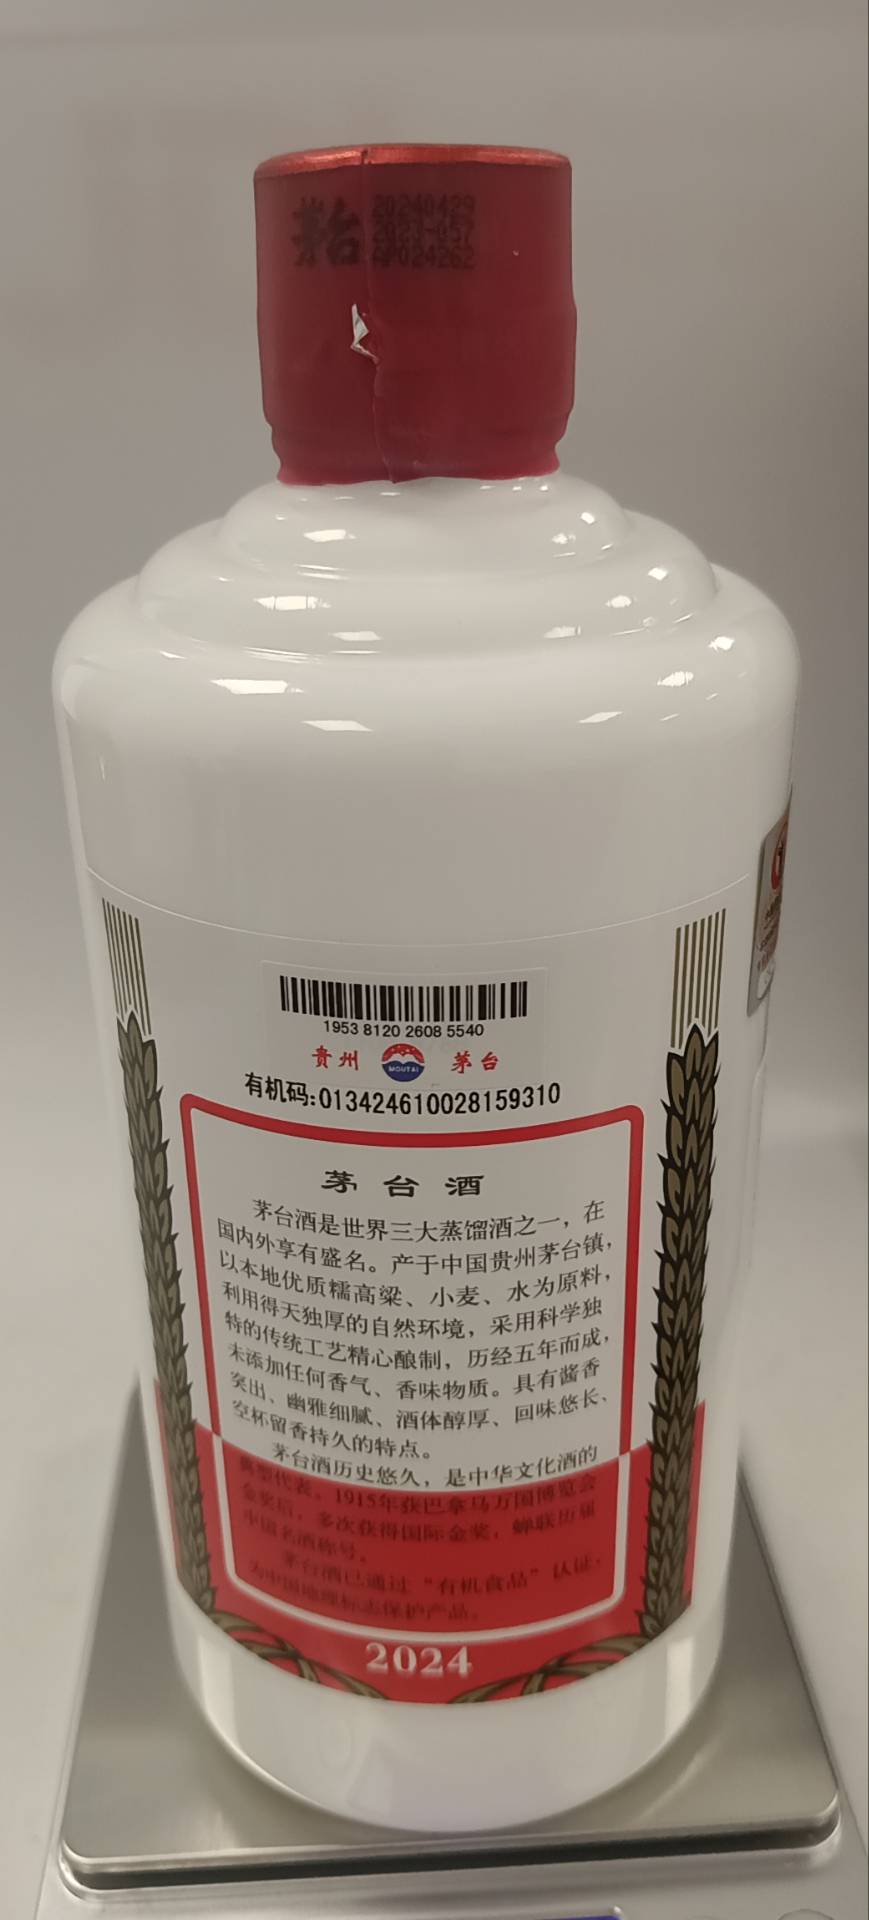 茅台
20240429
2023-057
024262
1953 8120 2608 5540
贵州 MOUTAI 茅台
有机码:013424610028159310
茅台酒
茅台酒是世界三大蒸馏酒之一，在
国内外享有盛名。产于中国贵州茅台镇，
以本地优质糯高粱、小麦、水为原料，
利用得天独厚的自然环境，采用科学独
特的传统工艺精心酿制，历经五年而成，
未添加任何香气、香味物质。具有酱香
突出、幽雅细腻、酒体醇厚、回味悠长、
空杯留香持久的特点。
茅台酒历史悠久，是中华文化酒的
典型代表。1915年获巴拿马万国博览会
金奖后，多次获得国际金奖，蝉联历届
中国名酒称号。
茅台酒已通过“有机食品”认证，
为中国地理标志保护产品。
2024